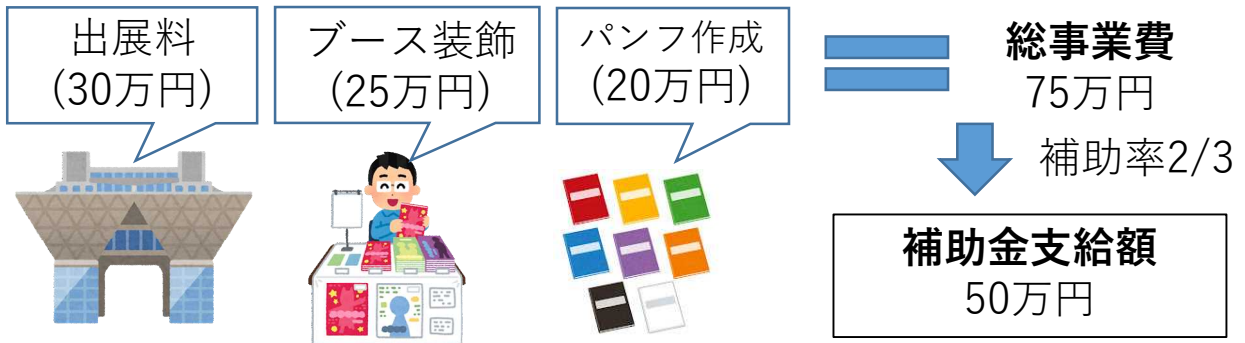 出展料
(30万円)
ブース装飾
(25万円)
パンフ作成
(20万円)
総事業費
75万円
補助率2/3
補助金支給額
50万円